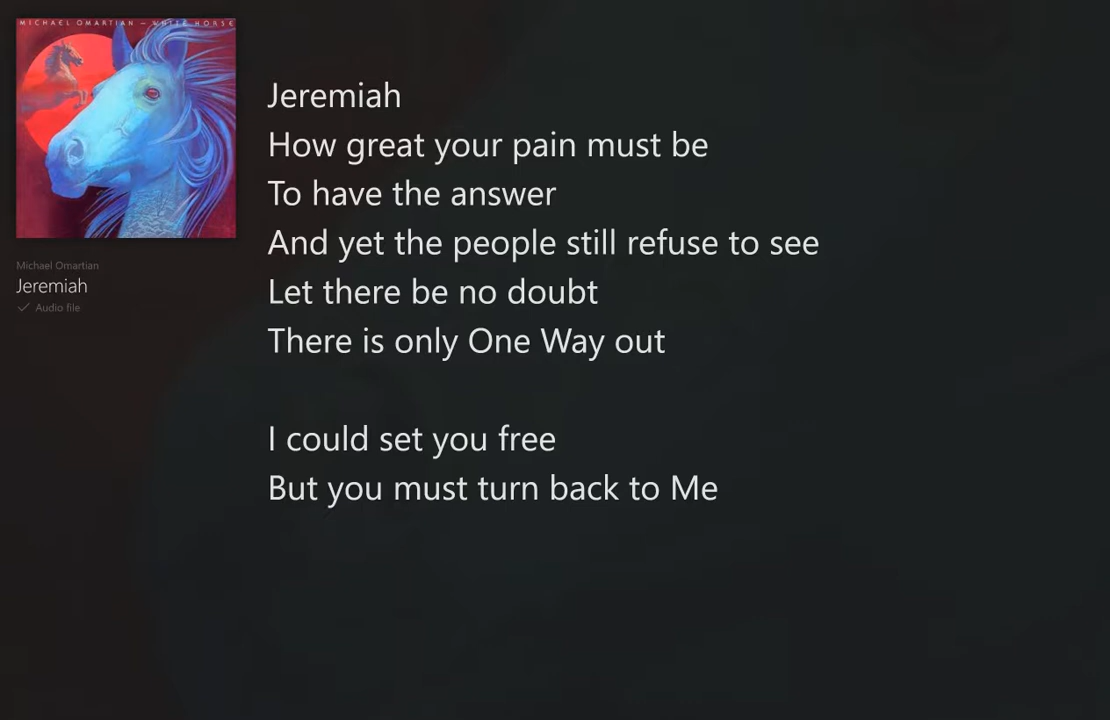 MICHAEL OMARTIAN — WHITE HORSE
Michael Omartian
Jeremiah
Audio file
Jeremiah
How great your pain must be
To have the answer
And yet the people still refuse to see
Let there be no doubt
There is only One Way out
I could set you free
But you must turn back to Me